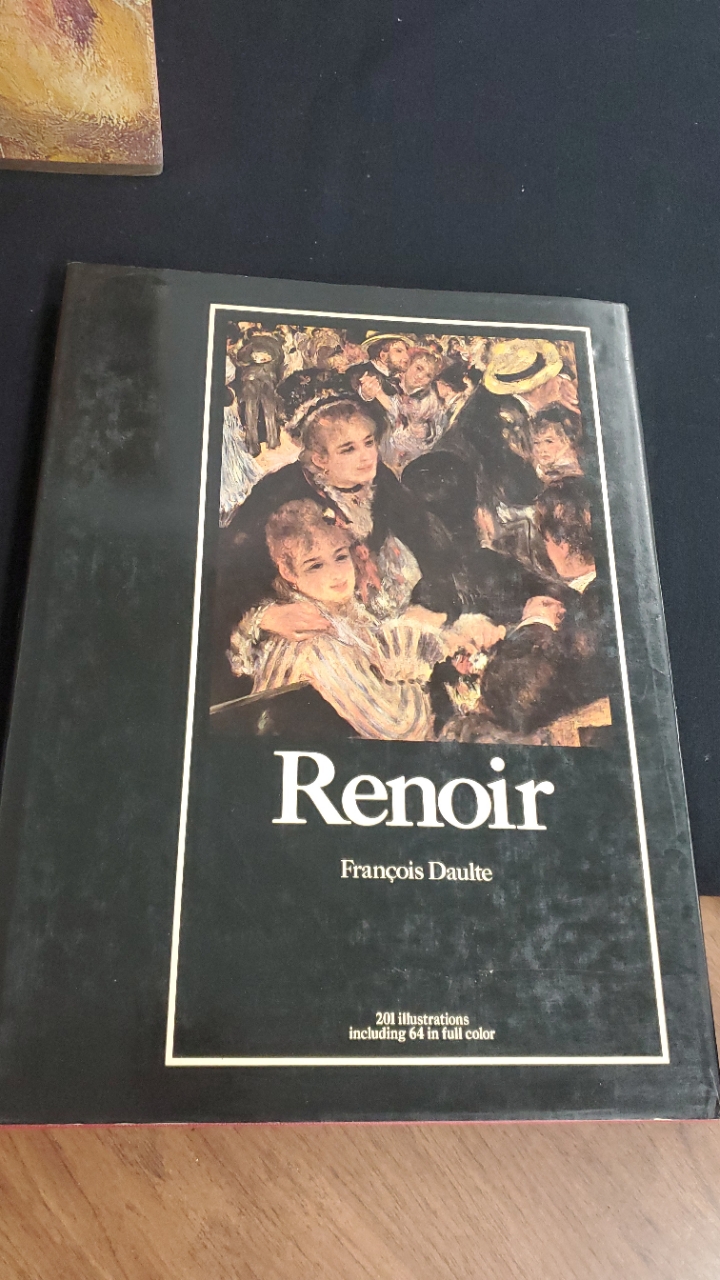 Renoir
François Daulte
201 illustrations
including 64 in full color